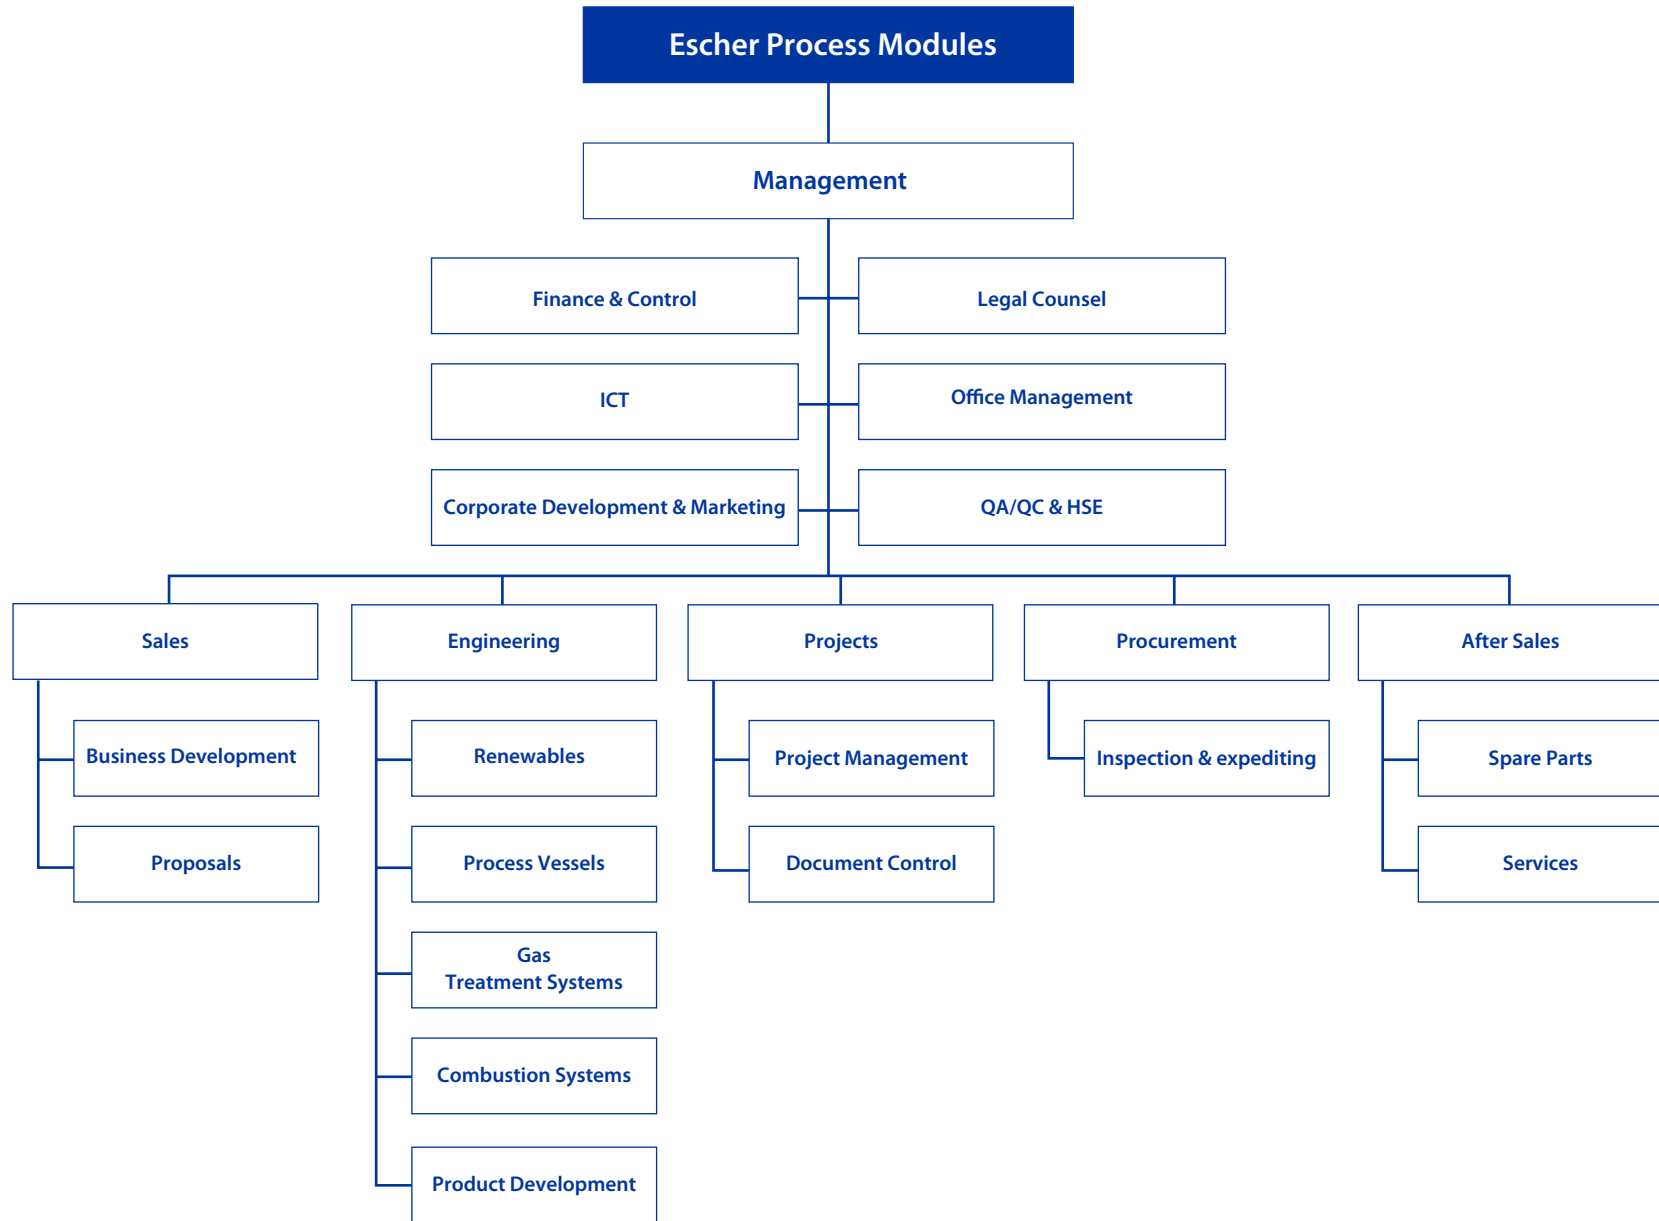 Escher Process Modules
Management
Finance & Control
Legal Counsel
ICT
Office Management
Corporate Development & Marketing
QA/QC & HSE
Sales
Engineering
Projects
Procurement
After Sales
Business Development
Renewables
Project Management
Inspection & expediting
Spare Parts
Proposals
Process Vessels
Document Control
Services
Gas
Treatment Systems
Combustion Systems
Product Development